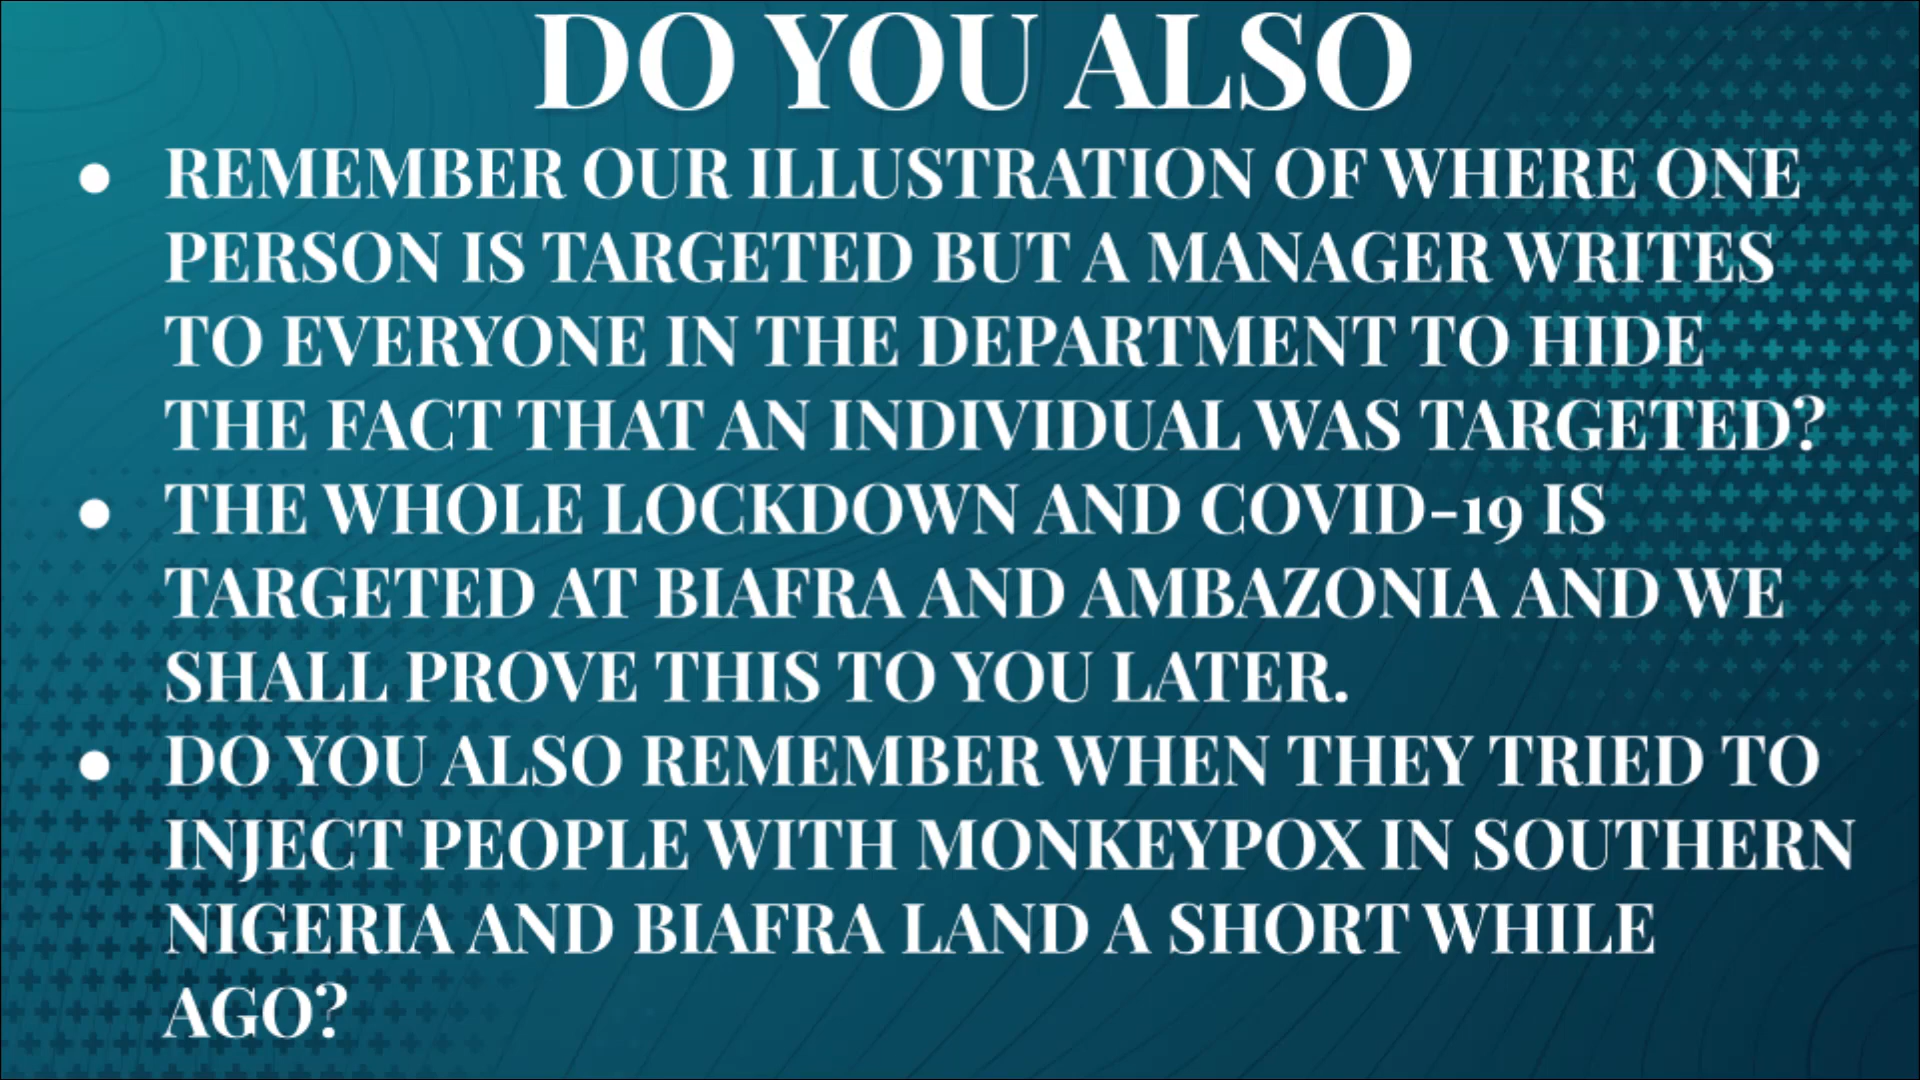 DO YOU ALSO
● REMEMBER OUR ILLUSTRATION OF WHERE ONE
PERSON IS TARGETED BUT A MANAGER WRITES
TO EVERYONE IN THE DEPARTMENT TO HIDE
THE FACT THAT AN INDIVIDUAL WAS TARGETED?
● THE WHOLE LOCKDOWN AND COVID-19 IS
TARGETED AT BIAFRA AND AMBAZONIA AND WE
SHALL PROVE THIS TO YOU LATER.
● DO YOU ALSO REMEMBER WHEN THEY TRIED TO
INJECT PEOPLE WITH MONKEYPOX IN SOUTHERN
NIGERIA AND BIAFRA LAND A SHORT WHILE
AGO?